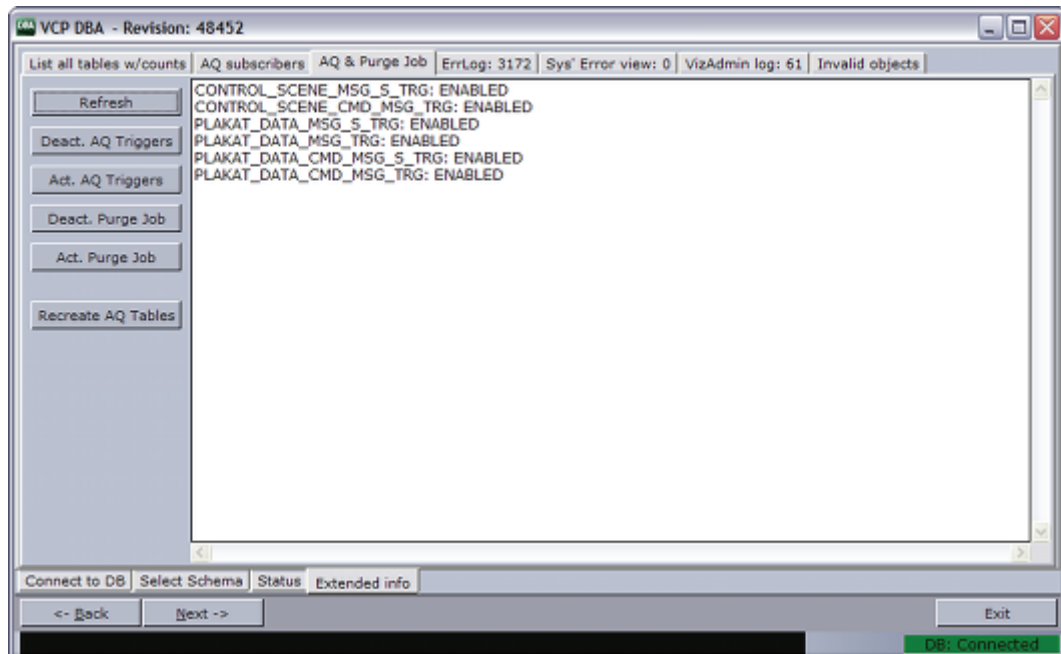 DBA VCP DBA - Revision: 48452
List all tables w/counts AQ subscribers AQ & Purge Job ErrLog: 3172 Sys' Error view: 0 VizAdmin log: 61 Invalid objects
Refresh
Deact. AQ Triggers
Act. AQ Triggers
Deact. Purge Job
Act. Purge Job
Recreate AQ Tables
CONTROL_SCENE_MSG_S_TRG: ENABLED
CONTROL_SCENE_CMD_MSG_TRG: ENABLED
PLAKAT_DATA_MSG_S_TRG: ENABLED
PLAKAT_DATA_MSG_TRG: ENABLED
PLAKAT_DATA_CMD_MSG_S_TRG: ENABLED
PLAKAT_DATA_CMD_MSG_TRG: ENABLED
Connect to DB Select Schema Status Extended info
<- Back Next -> Exit
DB: Connected